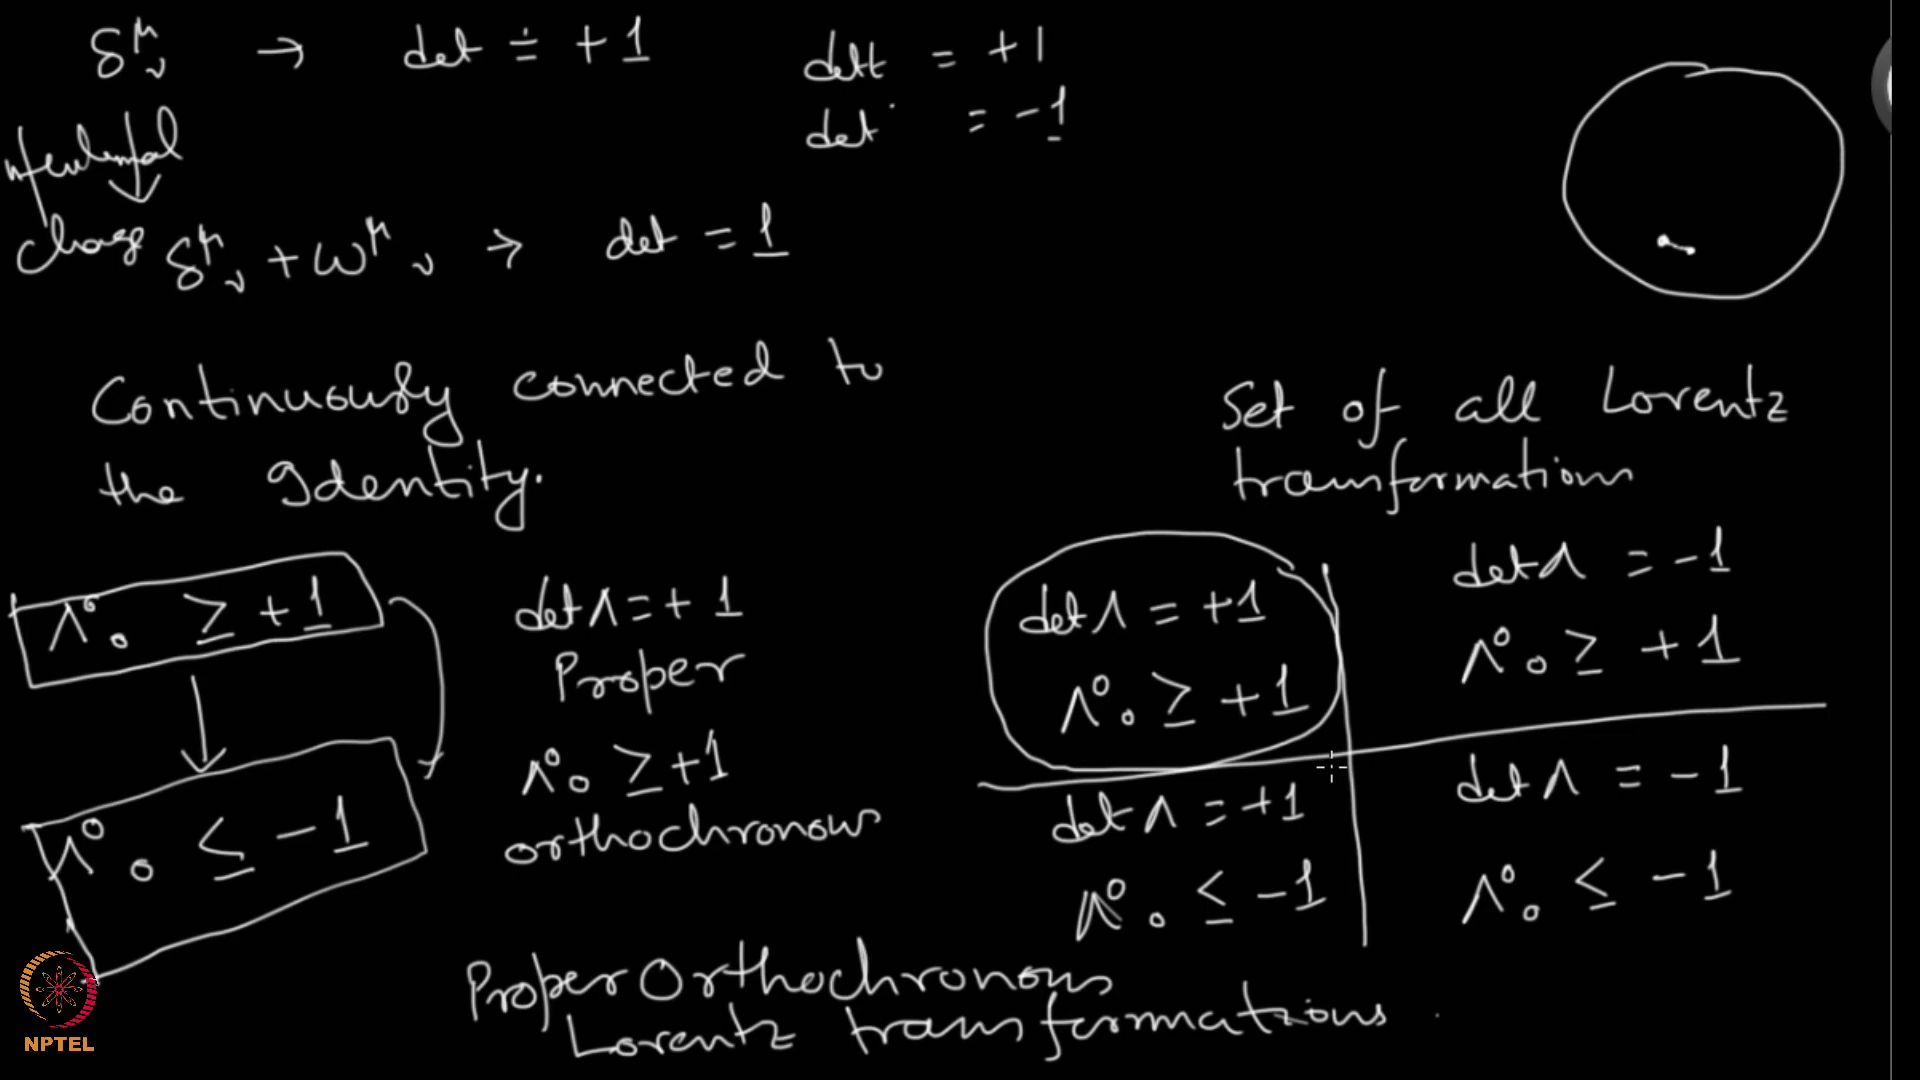 δ^μ_ν → det = +1
dett = +1
det = -1
change δ^μ_ν + ω^μ_ν → det = 1
Continuously connected to
the Identity.
Set of all Lorentz
transformations
Λ^0_0 ≥ +1
Λ^0_0 ≤ -1
det Λ = +1
Proper
Λ^0_0 ≥ +1
orthochronous
det Λ = +1
Λ^0_0 ≥ +1
det Λ = -1
Λ^0_0 ≥ +1
det Λ = +1
Λ^0_0 ≤ -1
det Λ = -1
Λ^0_0 ≤ -1
Proper Orthochronous
Lorentz transformations.
NPTEL